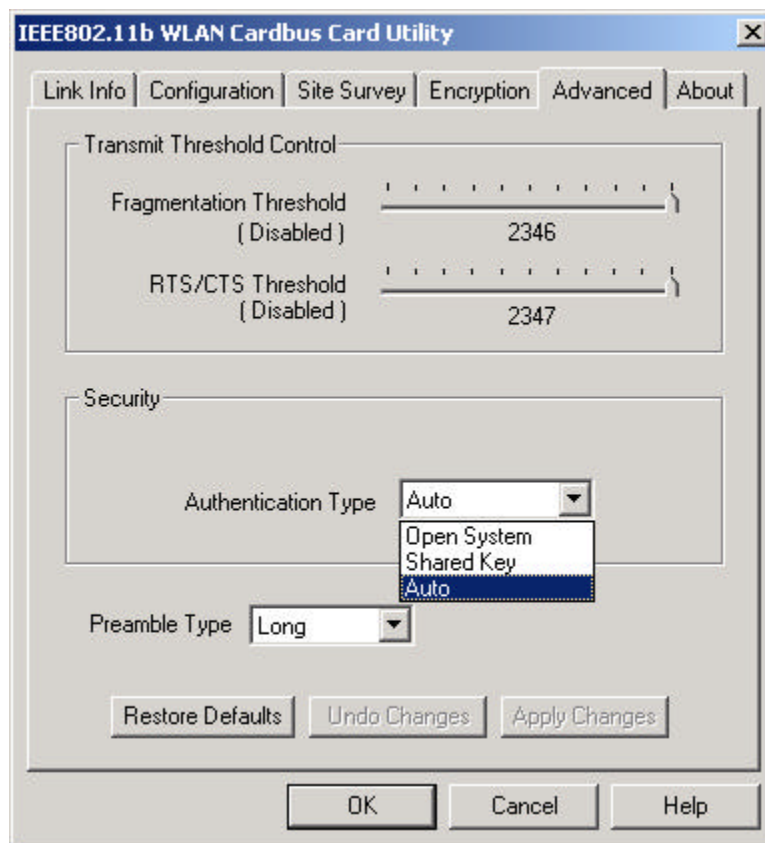 IEEE802.11b WLAN Cardbus Card Utility
Link Info Configuration Site Survey Encryption Advanced About
Transmit Threshold Control
Fragmentation Threshold
( Disabled )
2346
RTS/CTS Threshold
( Disabled )
2347
Security
Authentication Type Auto
Open System
Shared Key
Auto
Preamble Type Long
Restore Defaults Undo Changes Apply Changes
OK Cancel Help